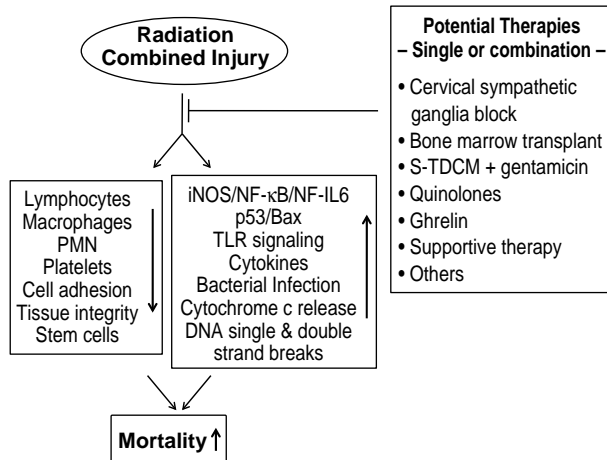 Radiation
Combined Injury
Potential Therapies
– Single or combination –
• Cervical sympathetic
ganglia block
• Bone marrow transplant
• S-TDCM + gentamicin
• Quinolones
• Ghrelin
• Supportive therapy
• Others
Lymphocytes
Macrophages
PMN
Platelets
Cell adhesion
Tissue integrity
Stem cells
iNOS/NF-κB/NF-IL6
p53/Bax
TLR signaling
Cytokines
Bacterial Infection
Cytochrome c release
DNA single & double
strand breaks
Mortality